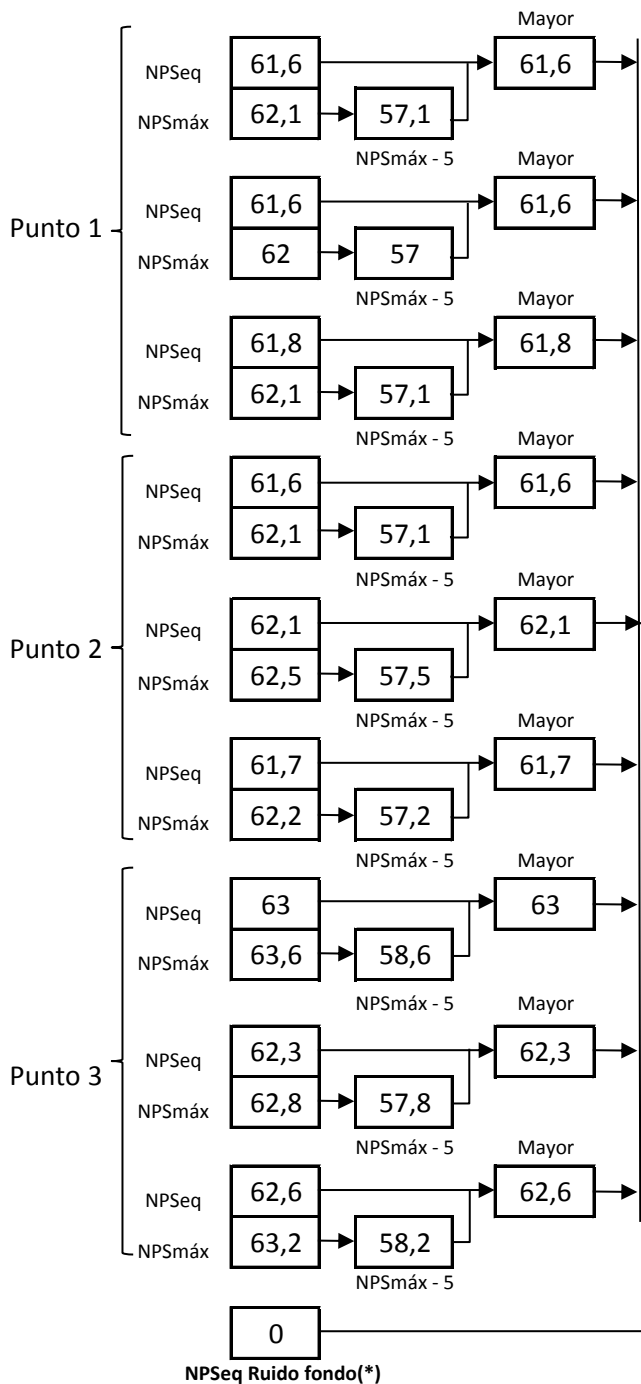 Mayor
NPSeq 61,6 61,6
NPSmáx 62,1 57,1
NPSmáx - 5
Mayor
Punto 1
NPSeq 61,6 61,6
NPSmáx 62 57
NPSmáx - 5
Mayor
NPSeq 61,8 61,8
NPSmáx 62,1 57,1
NPSmáx - 5
Mayor
NPSeq 61,6 61,6
NPSmáx 62,1 57,1
NPSmáx - 5
Mayor
Punto 2
NPSeq 62,1 62,1
NPSmáx 62,5 57,5
NPSmáx - 5
Mayor
NPSeq 61,7 61,7
NPSmáx 62,2 57,2
NPSmáx - 5
Mayor
NPSeq 63 63
NPSmáx 63,6 58,6
NPSmáx - 5
Mayor
Punto 3
NPSeq 62,3 62,3
NPSmáx 62,8 57,8
NPSmáx - 5
Mayor
NPSeq 62,6 62,6
NPSmáx 63,2 58,2
NPSmáx - 5
0
NPSeq Ruido fondo(*)